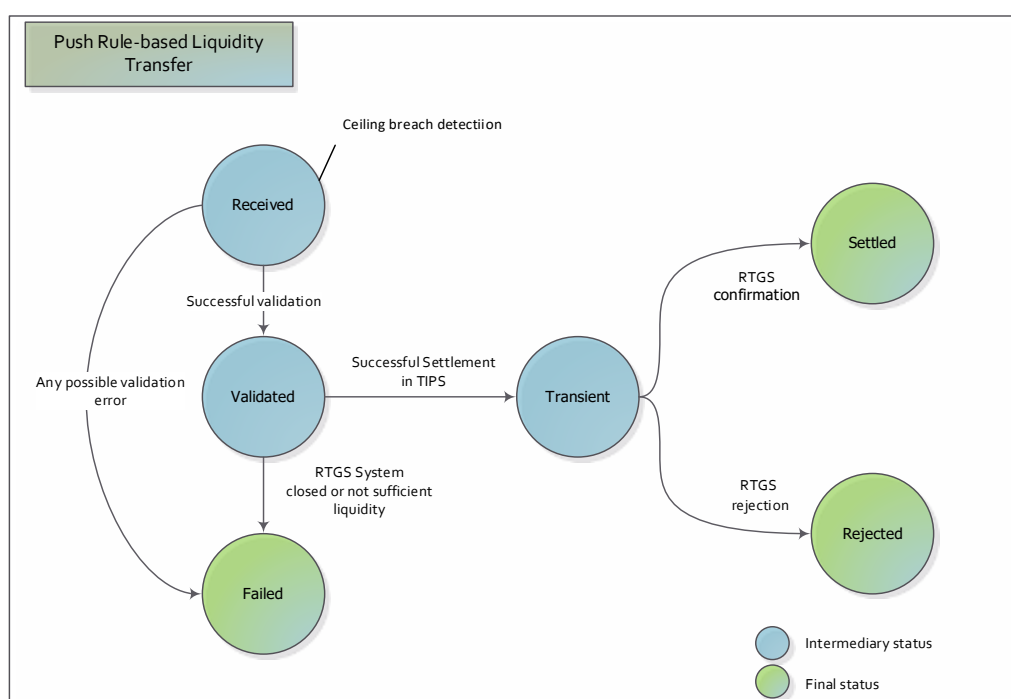 Push Rule-based Liquidity
Transfer
Ceiling breach detectiion
Received
Settled
RTGS
confirmation
Successful validation
Successful Settlement
in TIPS
Any possible validation
error
Validated
Transient
RTGS System
closed or not sufficient
liquidity
RTGS
rejection
Rejected
Failed
Intermediary status
Final status